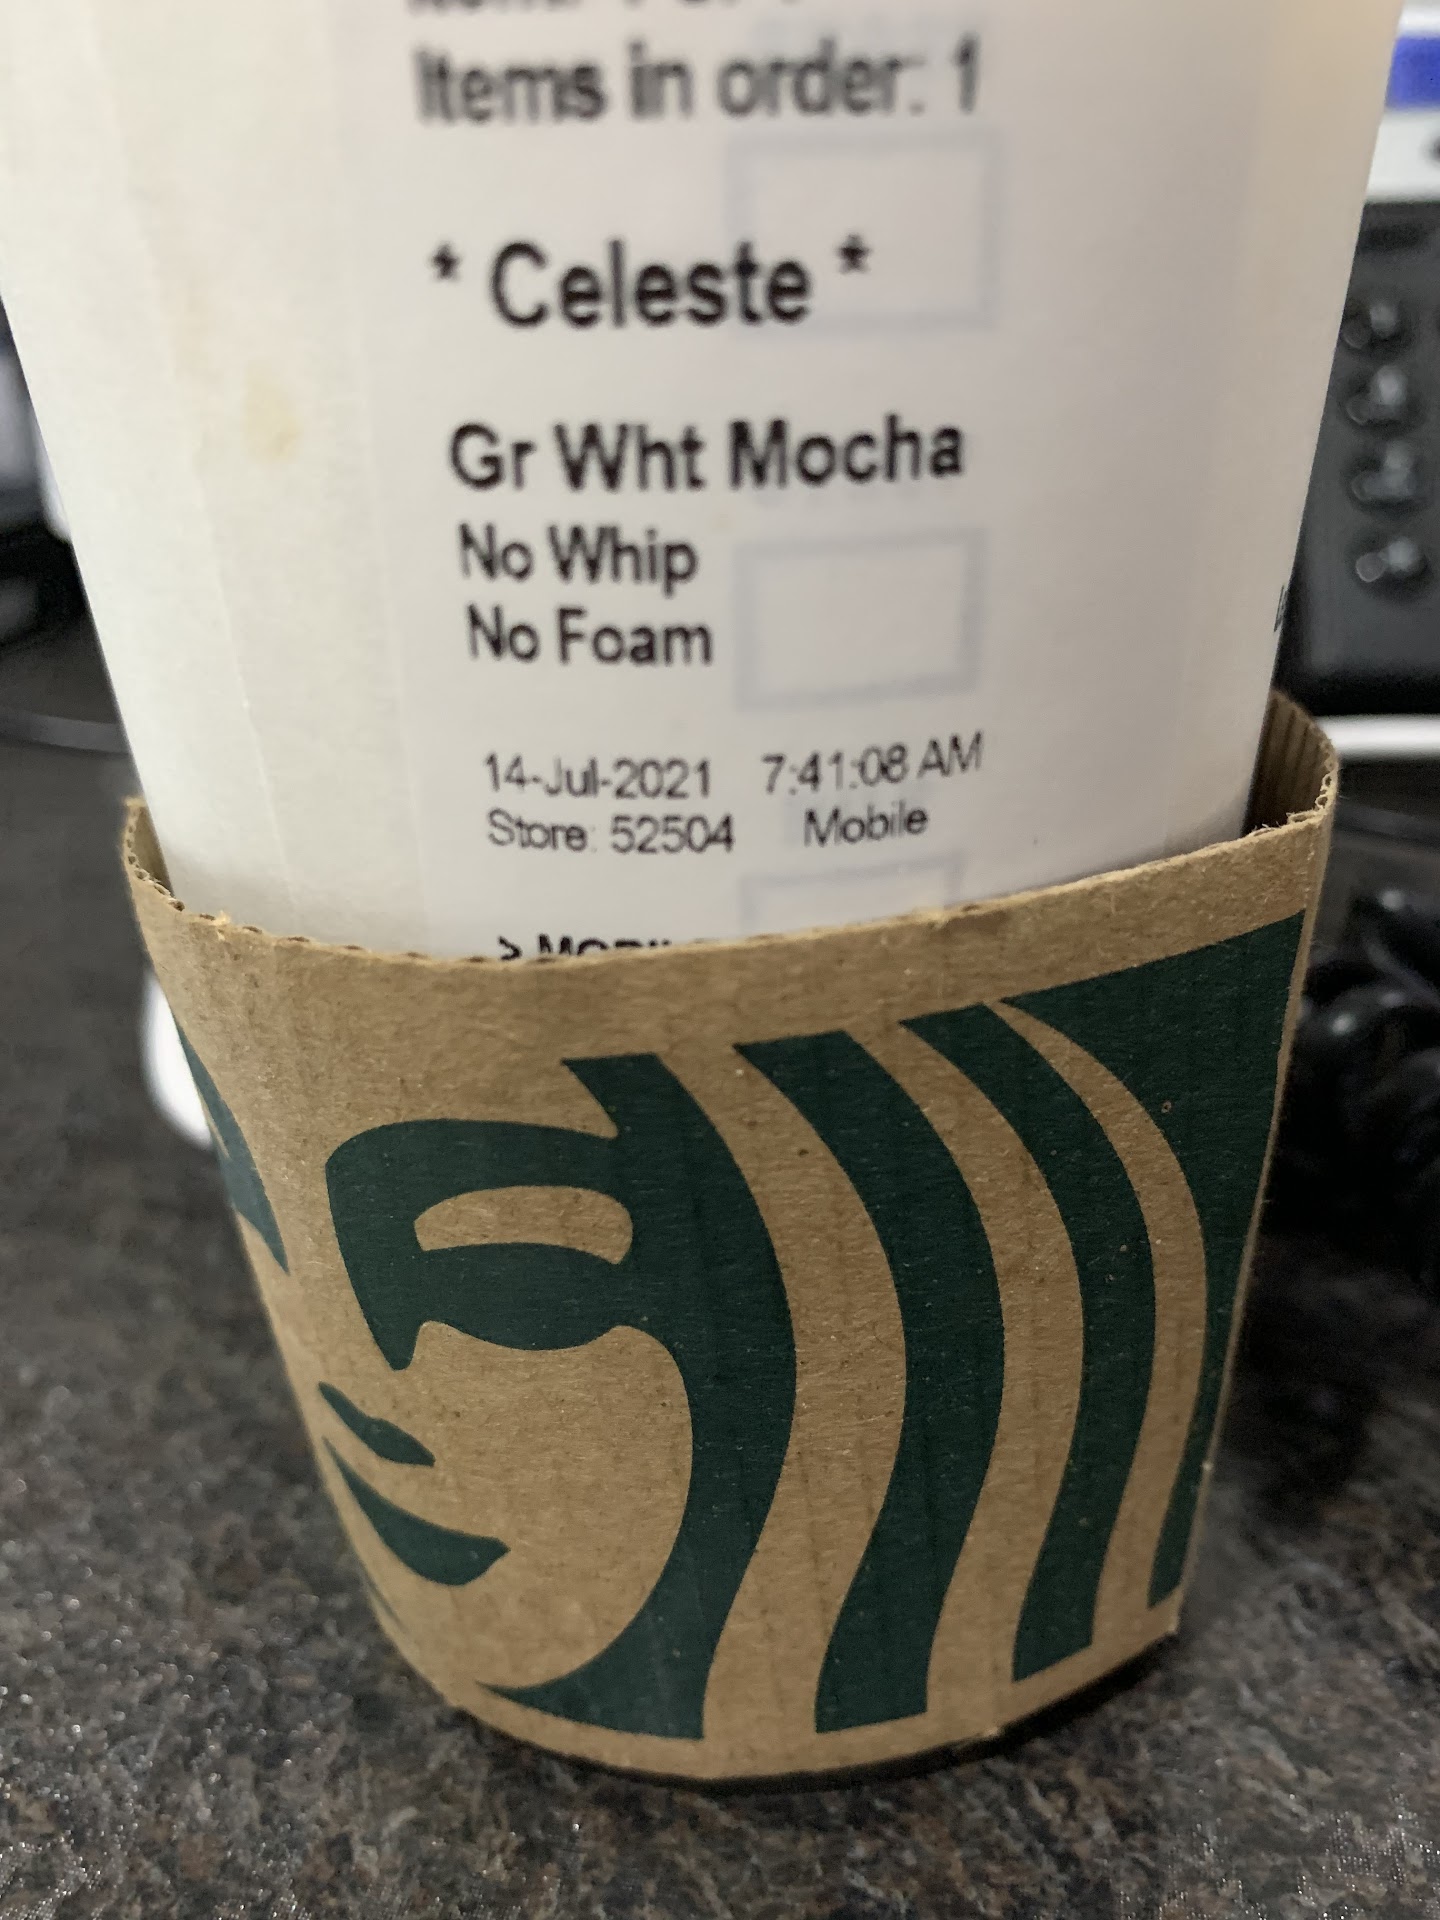 Items in order: 1
* Celeste *
Gr Wht Mocha
No Whip
No Foam
14-Jul-2021 7:41:08 AM
Store: 52504 Mobile